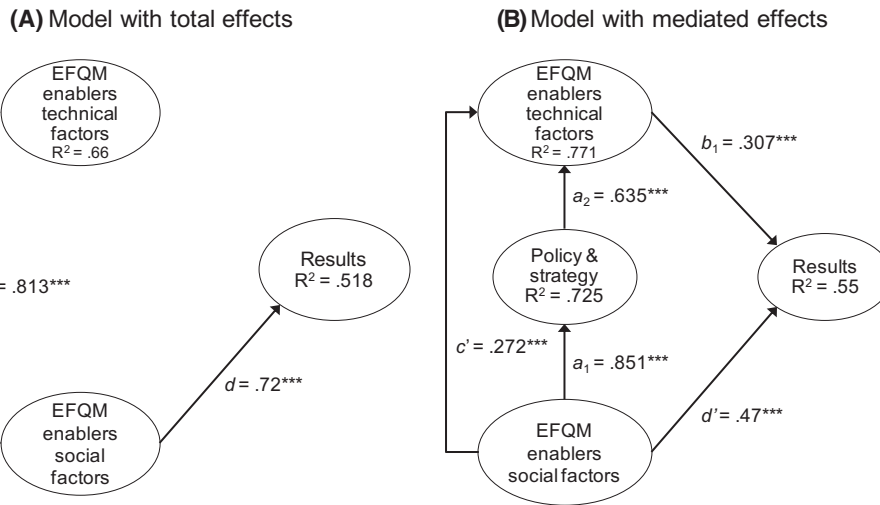 (A) Model with total effects
EFQM
enablers
technical
factors
R² = .66
= .813***
Results
R² = .518
d = .72***
EFQM
enablers
social
factors
(B) Model with mediated effects
EFQM
enablers
technical
factors
R² = .771
b₁ = .307***
a₂ = .635***
Policy &
strategy
R² = .725
Results
R² = .55
c' = .272***
a₁ = .851***
d' = .47***
EFQM
enablers
social factors